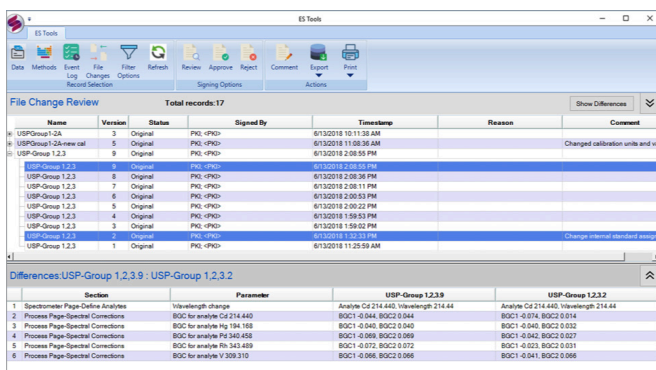 ES Tools
ES Tools
Data Methods Event Log File Changes Filter Options Refresh Review Approve Reject Comment Export Print
Record Selection Signing Options Actions
File Change Review Total records:17 Show Differences
Name Version Status Signed By Timestamp Reason Comment
USPGroup1-2A 3 Original PKI; <PKI> 6/13/2018 10:11:38 AM
USPGroup1-2A-new cal 5 Original PKI; <PKI> 6/13/2018 11:08:36 AM Changed calibration units and v
USP-Group 1,2,3 9 Original PKI; <PKI> 6/13/2018 2:08:55 PM
USP-Group 1,2,3 9 Original PKI; <PKI> 6/13/2018 2:08:55 PM
USP-Group 1,2,3 8 Original PKI; <PKI> 6/13/2018 2:08:36 PM
USP-Group 1,2,3 7 Original PKI; <PKI> 6/13/2018 2:08:11 PM
USP-Group 1,2,3 6 Original PKI; <PKI> 6/13/2018 2:00:53 PM
USP-Group 1,2,3 5 Original PKI; <PKI> 6/13/2018 2:00:22 PM
USP-Group 1,2,3 4 Original PKI; <PKI> 6/13/2018 1:59:53 PM
USP-Group 1,2,3 3 Original PKI; <PKI> 6/13/2018 1:59:02 PM
USP-Group 1,2,3 2 Original PKI; <PKI> 6/13/2018 1:32:33 PM Change internal standard assign
USP-Group 1,2,3 1 Original PKI; <PKI> 6/13/2018 11:25:59 AM
Differences:USP-Group 1,2,3.9 : USP-Group 1,2,3.2
Section Parameter USP-Group 1,2,3.9 USP-Group 1,2,3.2
1 Spectrometer Page-Define Analytes Wavelength change Analyte Cd 214.440, Wavelength 214.44 Analyte Cd 214.440, Wavelength 214.44
2 Process Page-Spectral Corrections BGC for analyte Cd 214.440 BGC1 -0.044, BGC2 0.044 BGC1 -0.074, BGC2 0.014
3 Process Page-Spectral Corrections BGC for analyte Hg 194.168 BGC1 -0.040, BGC2 0.040 BGC1 -0.040, BGC2 0.032
4 Process Page-Spectral Corrections BGC for analyte Pd 340.458 BGC1 -0.069, BGC2 0.069 BGC1 -0.042, BGC2 0.027
5 Process Page-Spectral Corrections BGC for analyte Rh 343.489 BGC1 -0.072, BGC2 0.072 BGC1 -0.023, BGC2 0.031
6 Process Page-Spectral Corrections BGC for analyte V 309.310 BGC1 -0.066, BGC2 0.066 BGC1 -0.041, BGC2 0.066